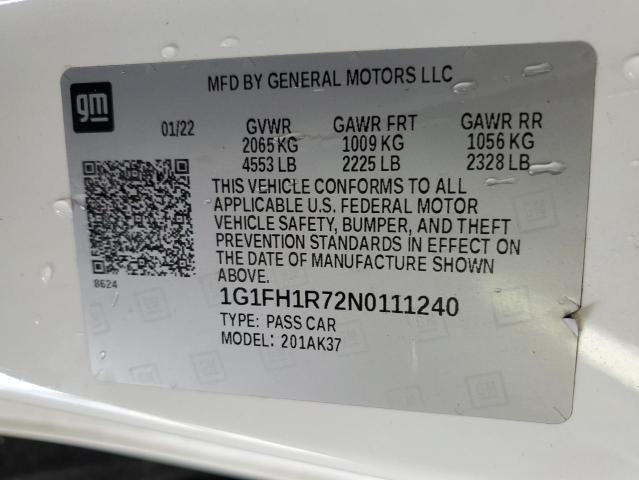 MFD BY GENERAL MOTORS LLC
gm
01/22 GVWR GAWR FRT GAWR RR
2065 KG 1009 KG 1056 KG
4553 LB 2225 LB 2328 LB
THIS VEHICLE CONFORMS TO ALL
APPLICABLE U.S. FEDERAL MOTOR
VEHICLE SAFETY, BUMPER, AND THEFT
PREVENTION STANDARDS IN EFFECT ON
THE DATE OF MANUFACTURE SHOWN
ABOVE.
8624
1G1FH1R72N0111240
TYPE: PASS CAR
MODEL: 201AK37